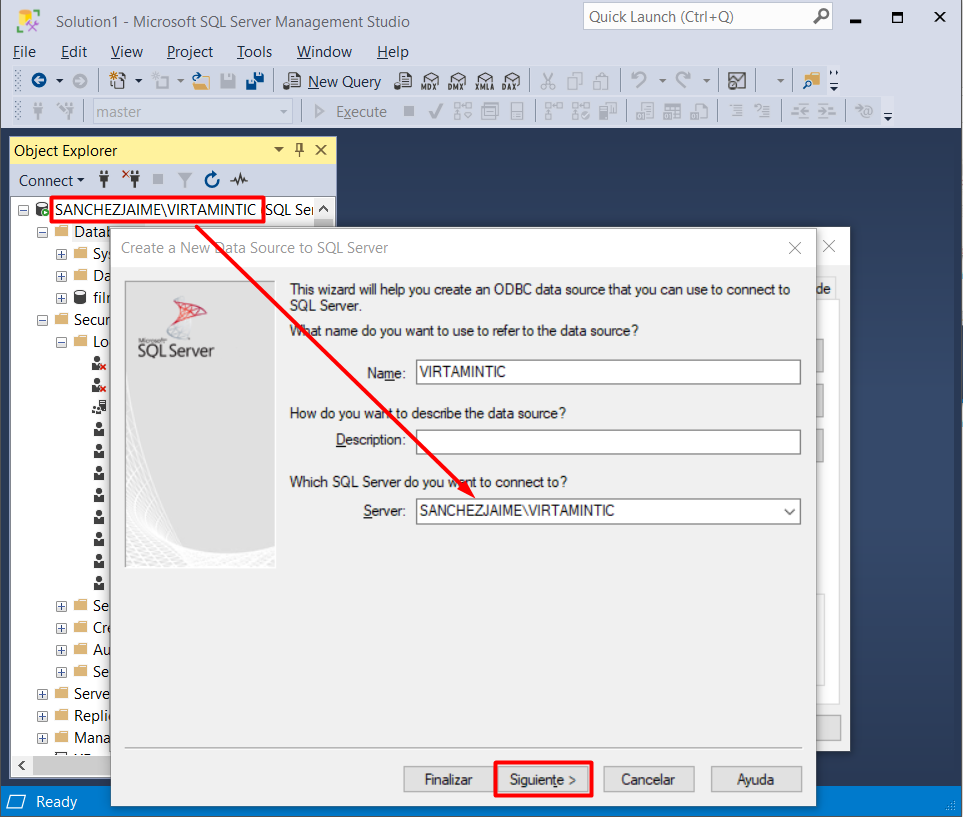 Solution1 - Microsoft SQL Server Management Studio
Quick Launch (Ctrl+Q)
File Edit View Project Tools Window Help
New Query MDX DMX XMLA DAX
master Execute
Object Explorer
Connect
SANCHEZJAIME\VIRTAMINTIC (SQL Ser
Datab
Sys
Da
film
Secur
Lo
Se
Cre
Au
Se
Serve
Replic
Mana
Create a New Data Source to SQL Server
de
Microsoft
SQL Server
This wizard will help you create an ODBC data source that you can use to connect to
SQL Server.
What name do you want to use to refer to the data source?
Name: VIRTAMINTIC
How do you want to describe the data source?
Description:
Which SQL Server do you want to connect to?
Server: SANCHEZJAIME\VIRTAMINTIC
Finalizar Siguiente > Cancelar Ayuda
Ready